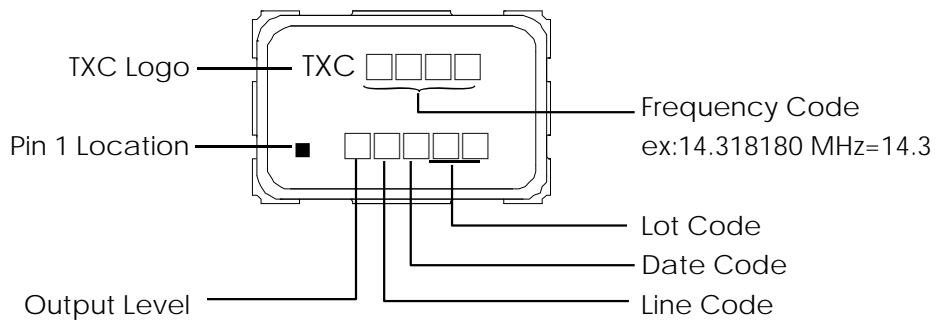 TXC Logo
TXC
Frequency Code
ex:14.318180 MHz=14.3
Pin 1 Location
Lot Code
Date Code
Output Level
Line Code